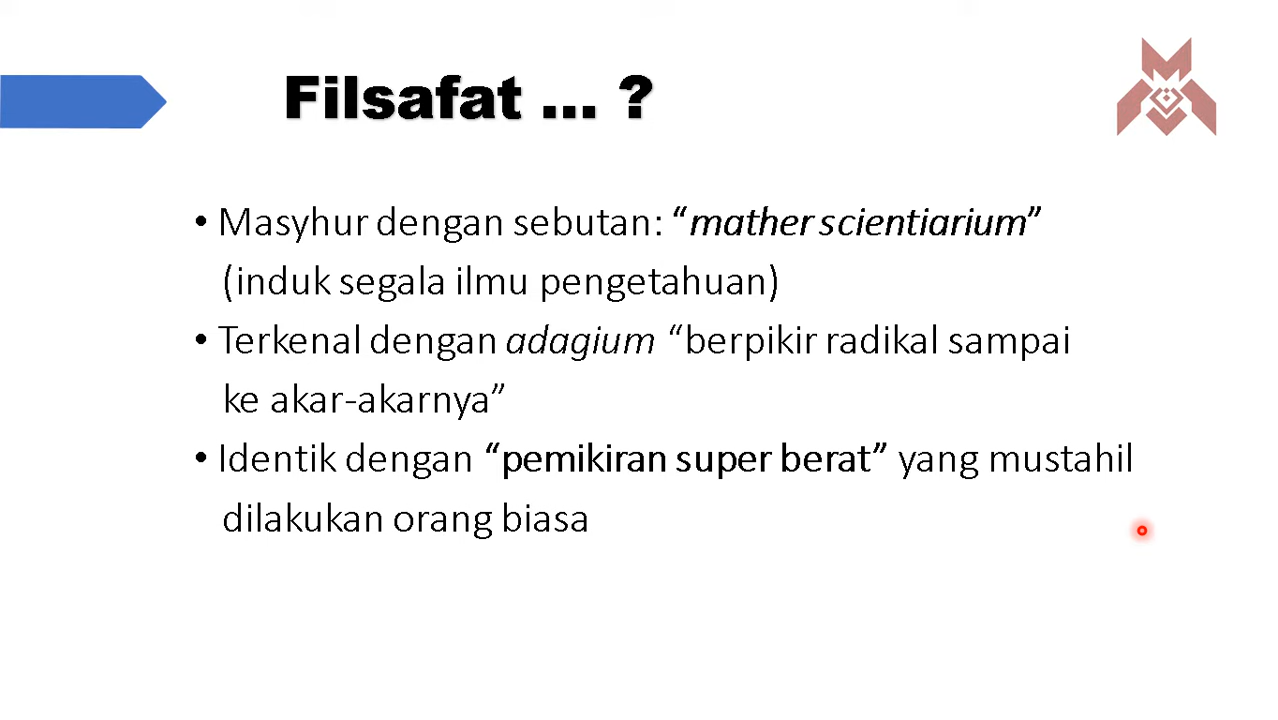 Filsafat ... ?
• Masyhur dengan sebutan: “mather scientiarium”
(induk segala ilmu pengetahuan)
• Terkenal dengan adagium “berpikir radikal sampai
ke akar-akarnya”
• Identik dengan “pemikiran super berat” yang mustahil
dilakukan orang biasa